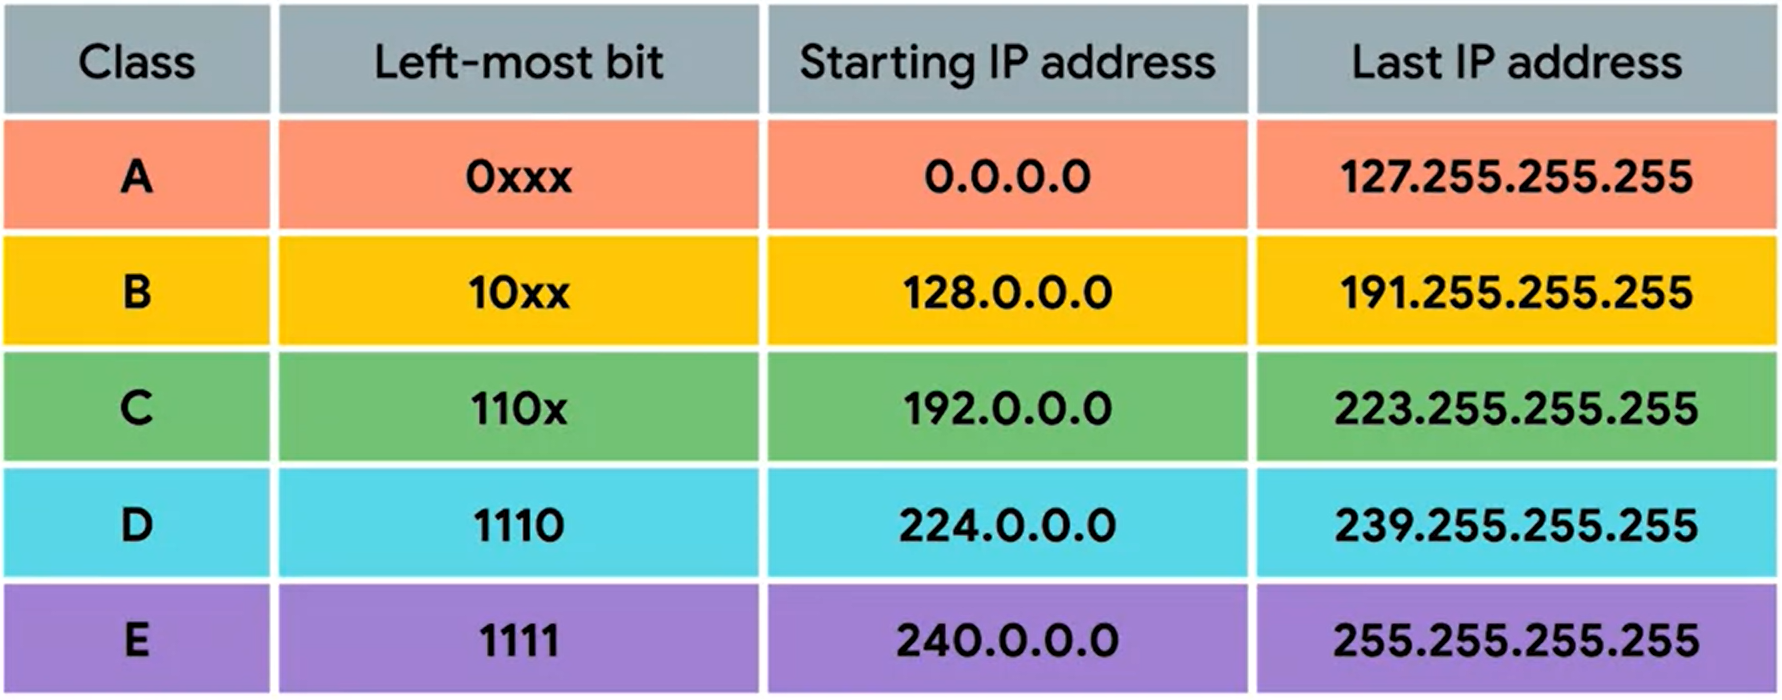 Class Left-most bit Starting IP address Last IP address
A 0xxx 0.0.0.0 127.255.255.255
B 10xx 128.0.0.0 191.255.255.255
C 110x 192.0.0.0 223.255.255.255
D 1110 224.0.0.0 239.255.255.255
E 1111 240.0.0.0 255.255.255.255